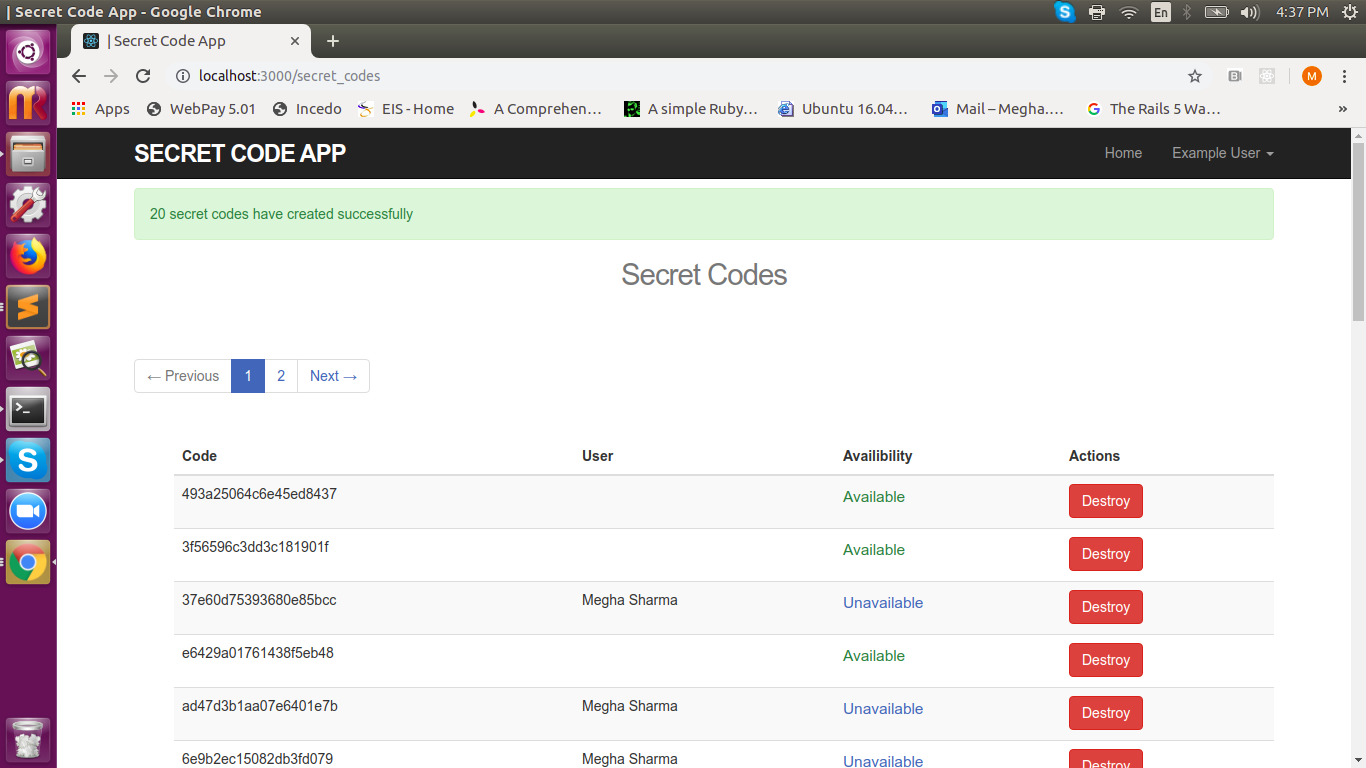 | Secret Code App - Google Chrome En 4:37 PM
| Secret Code App
localhost:3000/secret_codes M
Apps WebPay 5.01 Incedo EIS - Home A Comprehen… A simple Ruby… Ubuntu 16.04… Mail – Megha.… The Rails 5 Wa… »
SECRET CODE APP Home Example User
20 secret codes have created successfully
Secret Codes
← Previous 1 2 Next →
Code User Availibility Actions
493a25064c6e45ed8437 Available Destroy
3f56596c3dd3c181901f Available Destroy
37e60d75393680e85bcc Megha Sharma Unavailable Destroy
e6429a01761438f5eb48 Available Destroy
ad47d3b1aa07e6401e7b Megha Sharma Unavailable Destroy
6e9b2ec15082db3fd079 Megha Sharma Unavailable Destroy